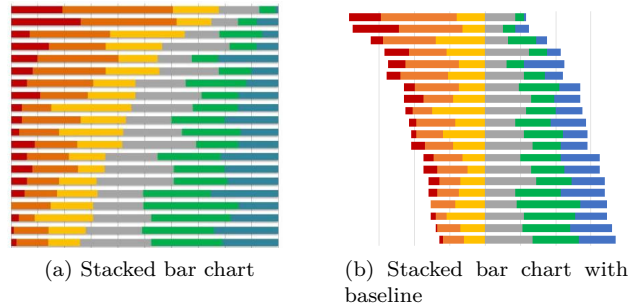 (a) Stacked bar chart
(b) Stacked bar chart with
baseline